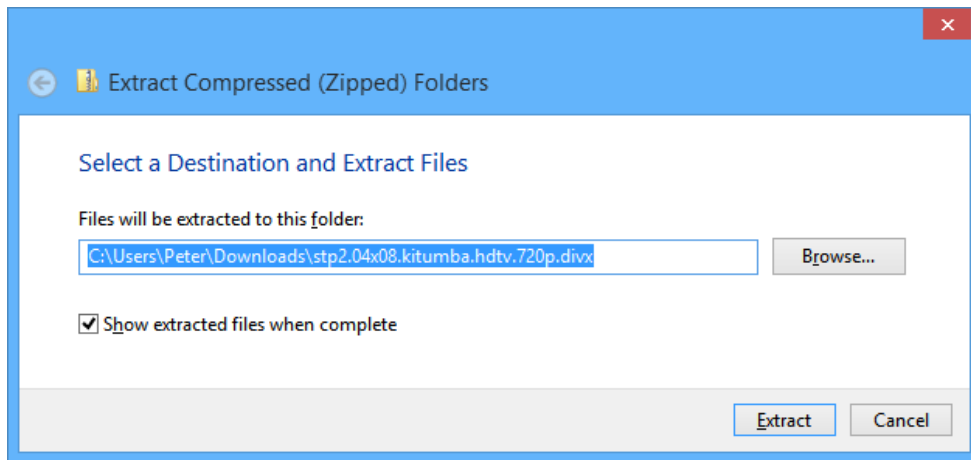 Extract Compressed (Zipped) Folders
Select a Destination and Extract Files
Files will be extracted to this folder:
C:\Users\Peter\Downloads\stp2.04x08.kitumba.hdtv.720p.divx
Browse...
Show extracted files when complete
Extract
Cancel